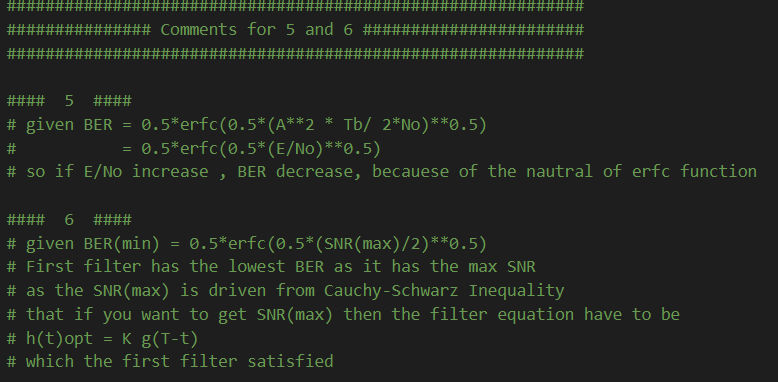 ############################################################
############### Comments for 5 and 6 #######################
############################################################
#### 5 ####
# given BER = 0.5*erfc(0.5*(A**2 * Tb/ 2*No)**0.5)
# = 0.5*erfc(0.5*(E/No)**0.5)
# so if E/No increase , BER decrease, becauese of the nautral of erfc function
#### 6 ####
# given BER(min) = 0.5*erfc(0.5*(SNR(max)/2)**0.5)
# First filter has the lowest BER as it has the max SNR
# as the SNR(max) is driven from Cauchy-Schwarz Inequality
# that if you want to get SNR(max) then the filter equation have to be
# h(t)opt = K g(T-t)
# which the first filter satisfied